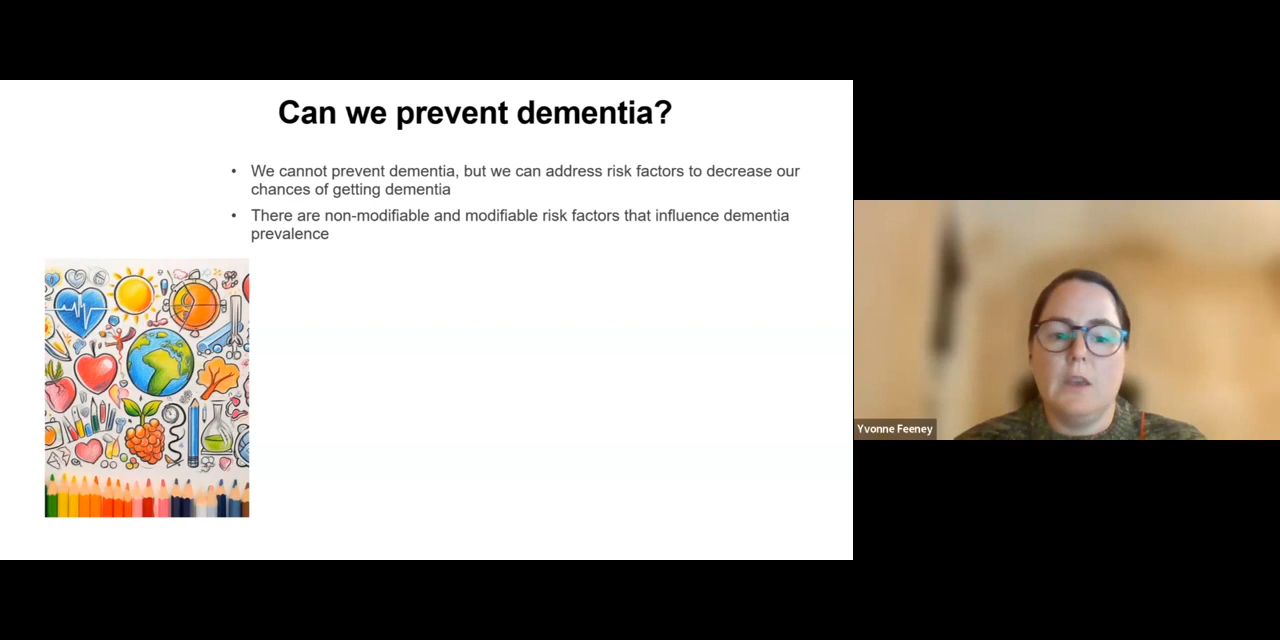 Can we prevent dementia?
• We cannot prevent dementia, but we can address risk factors to decrease our
chances of getting dementia
• There are non-modifiable and modifiable risk factors that influence dementia
prevalence
Yvonne Feeney